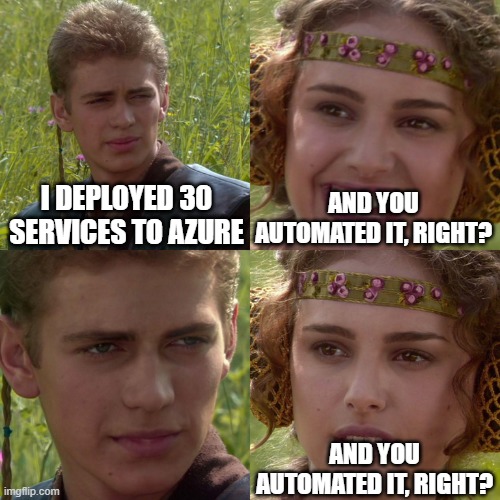 I DEPLOYED 30
SERVICES TO AZURE
AND YOU
AUTOMATED IT, RIGHT?
AND YOU
AUTOMATED IT, RIGHT?
imgflip.com